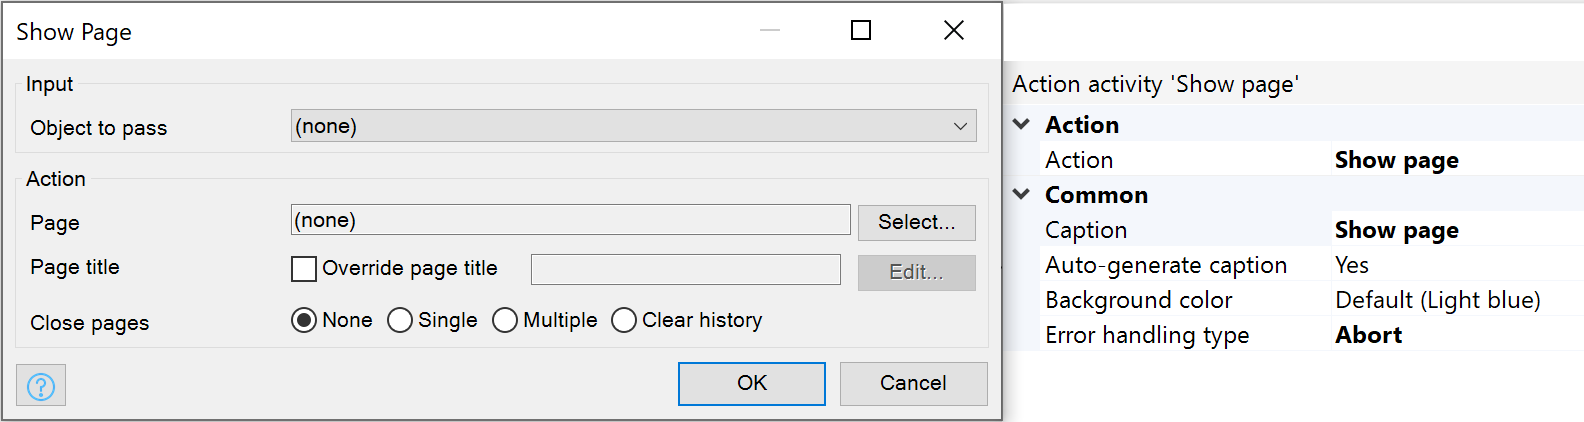 Show Page
Input
Object to pass (none)
Action
Page (none) Select...
Page title Override page title Edit...
Close pages None Single Multiple Clear history
? OK Cancel
Action activity 'Show page'
Action
Action Show page
Common
Caption Show page
Auto-generate caption Yes
Background color Default (Light blue)
Error handling type Abort